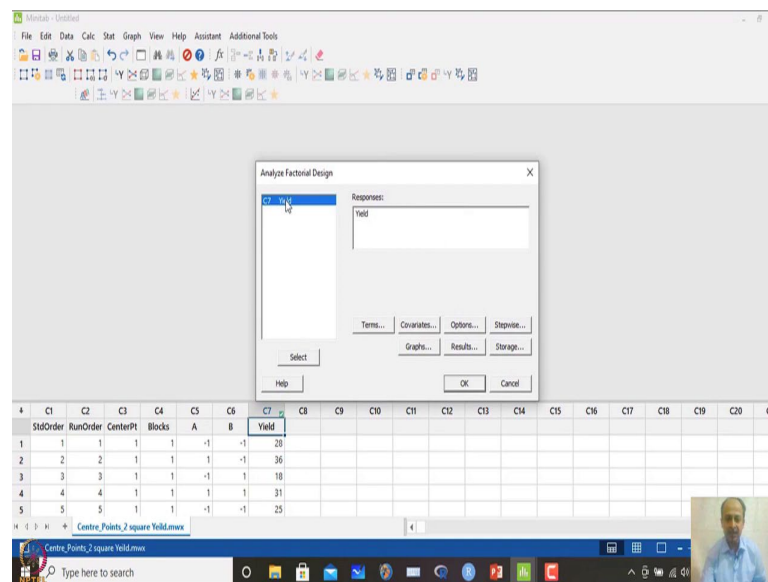 Minitab - Untitled
File Edit Data Calc Stat Graph View Help Assistant Additional Tools
Analyze Factorial Design
C7 Yeild
Responses:
Yeild
Terms... Covariates... Options... Stepwise...
Graphs... Results... Storage...
Select
Help OK Cancel
C1 C2 C3 C4 C5 C6 C7 C8 C9 C10 C11 C12 C13 C14 C15 C16 C17 C18 C19 C20
StdOrder RunOrder CenterPt Blocks A B Yeild
1 1 1 1 1 -1 -1 28
2 2 2 1 1 1 -1 36
3 3 3 1 1 -1 1 18
4 4 4 1 1 1 1 31
5 5 5 1 1 -1 -1 25
Centre_Points_2 square Yeild.mwx
Centre_Points_2 square Yeild.mwx
Type here to search